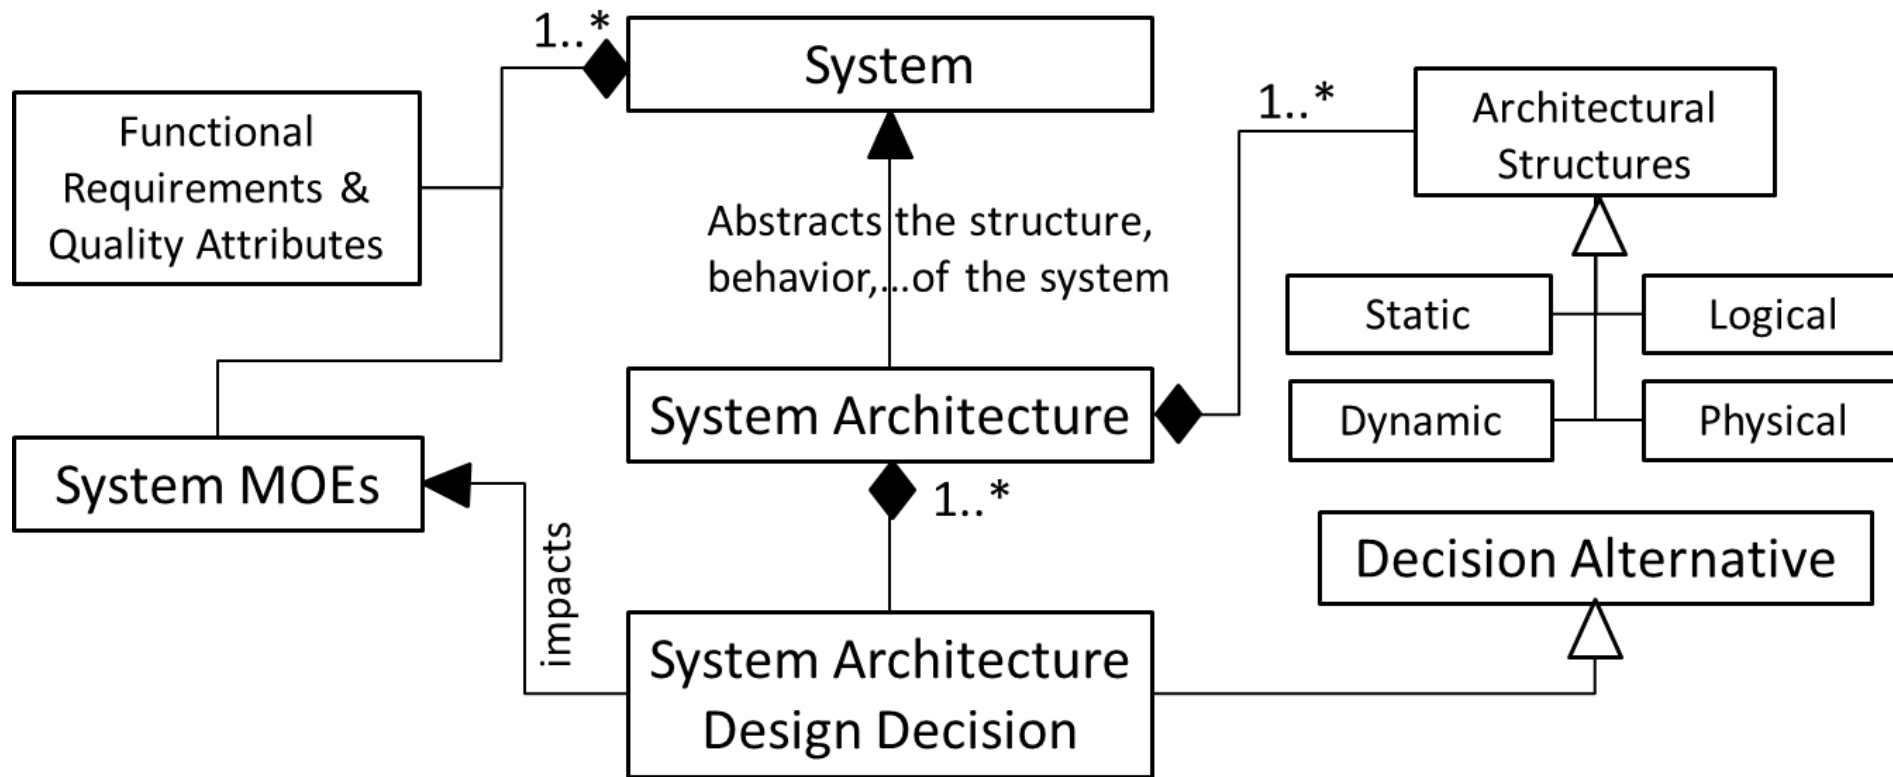 1..*
System
Functional
Requirements &
Quality Attributes
1..*
Architectural
Structures
Abstracts the structure,
behavior,...of the system
Static
Logical
Dynamic
Physical
System Architecture
1..*
System MOEs
impacts
Decision Alternative
System Architecture
Design Decision